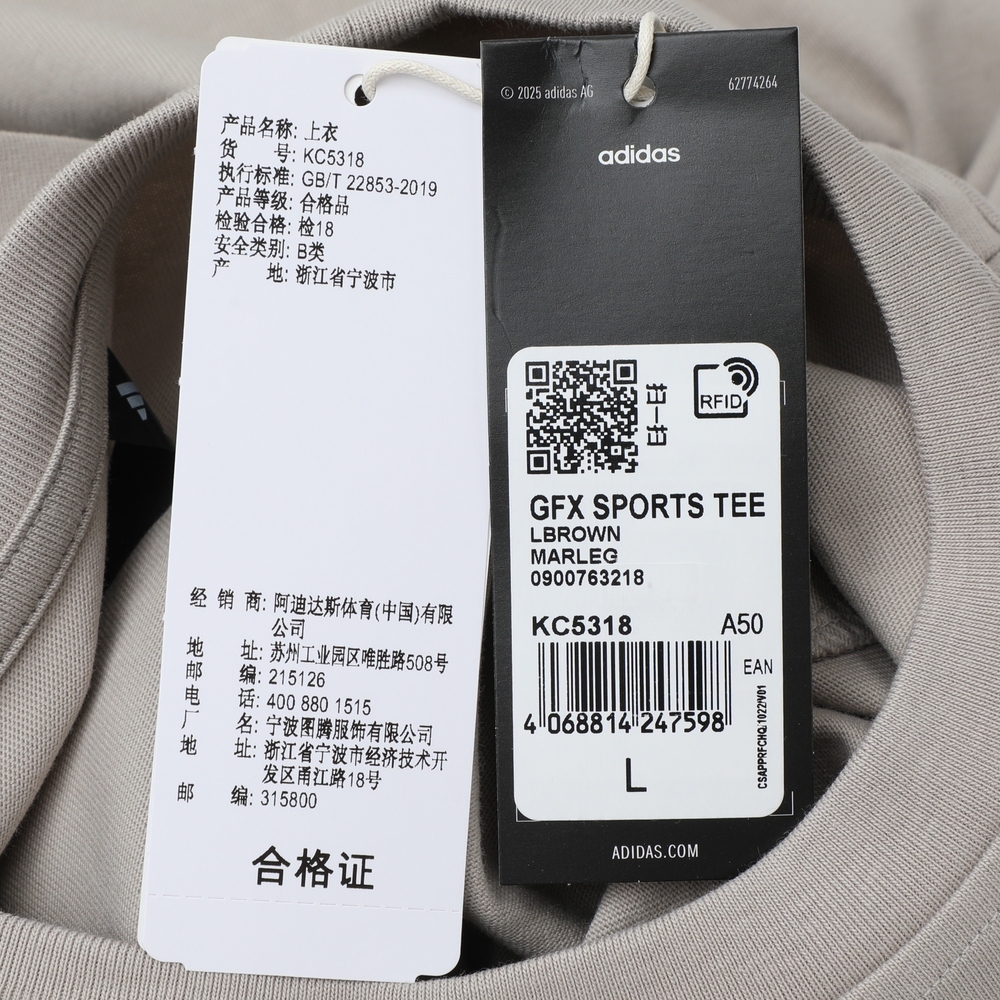 产品名称: 上衣
货 号: KC5318
执行标准: GB/T 22853-2019
产品等级: 合格品
检验合格: 检18
安全类别: B类
产 地: 浙江省宁波市
经 销 商: 阿迪达斯体育(中国)有限
公司
地 址: 苏州工业园区唯胜路508号
邮 编: 215126
电 话: 400 880 1515
厂 名: 宁波图腾服饰有限公司
地 址: 浙江省宁波市经济技术开
发区甬江路18号
邮 编: 315800
合格证
© 2025 adidas AG
62774264
adidas
扫一扫
RFID
GFX SPORTS TEE
LBROWN
MARLEG
0900763218
KC5318 A50
EAN
4 068814 247598
CSAPPRFCHQ 1022/V01
L
ADIDAS.COM